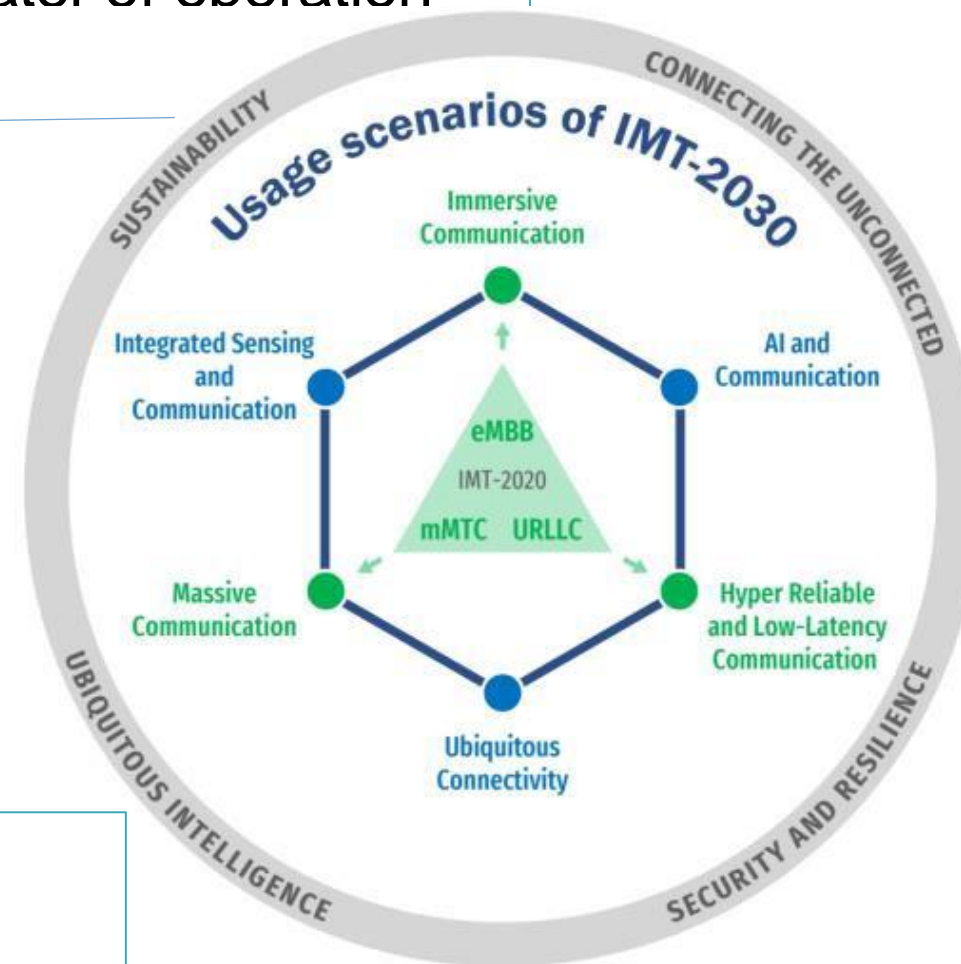 of operation
SUSTAINABILITY
CONNECTING THE UNCONNECTED
Usage scenarios of IMT-2030
Immersive
Communication
Integrated Sensing
and
Communication
AI and
Communication
eMBB
IMT-2020
mMTC URLLC
Massive
Communication
Hyper Reliable
and Low-Latency
Communication
Ubiquitous
Connectivity
UBIQUITOUS INTELLIGENCE
SECURITY AND RESILIENCE